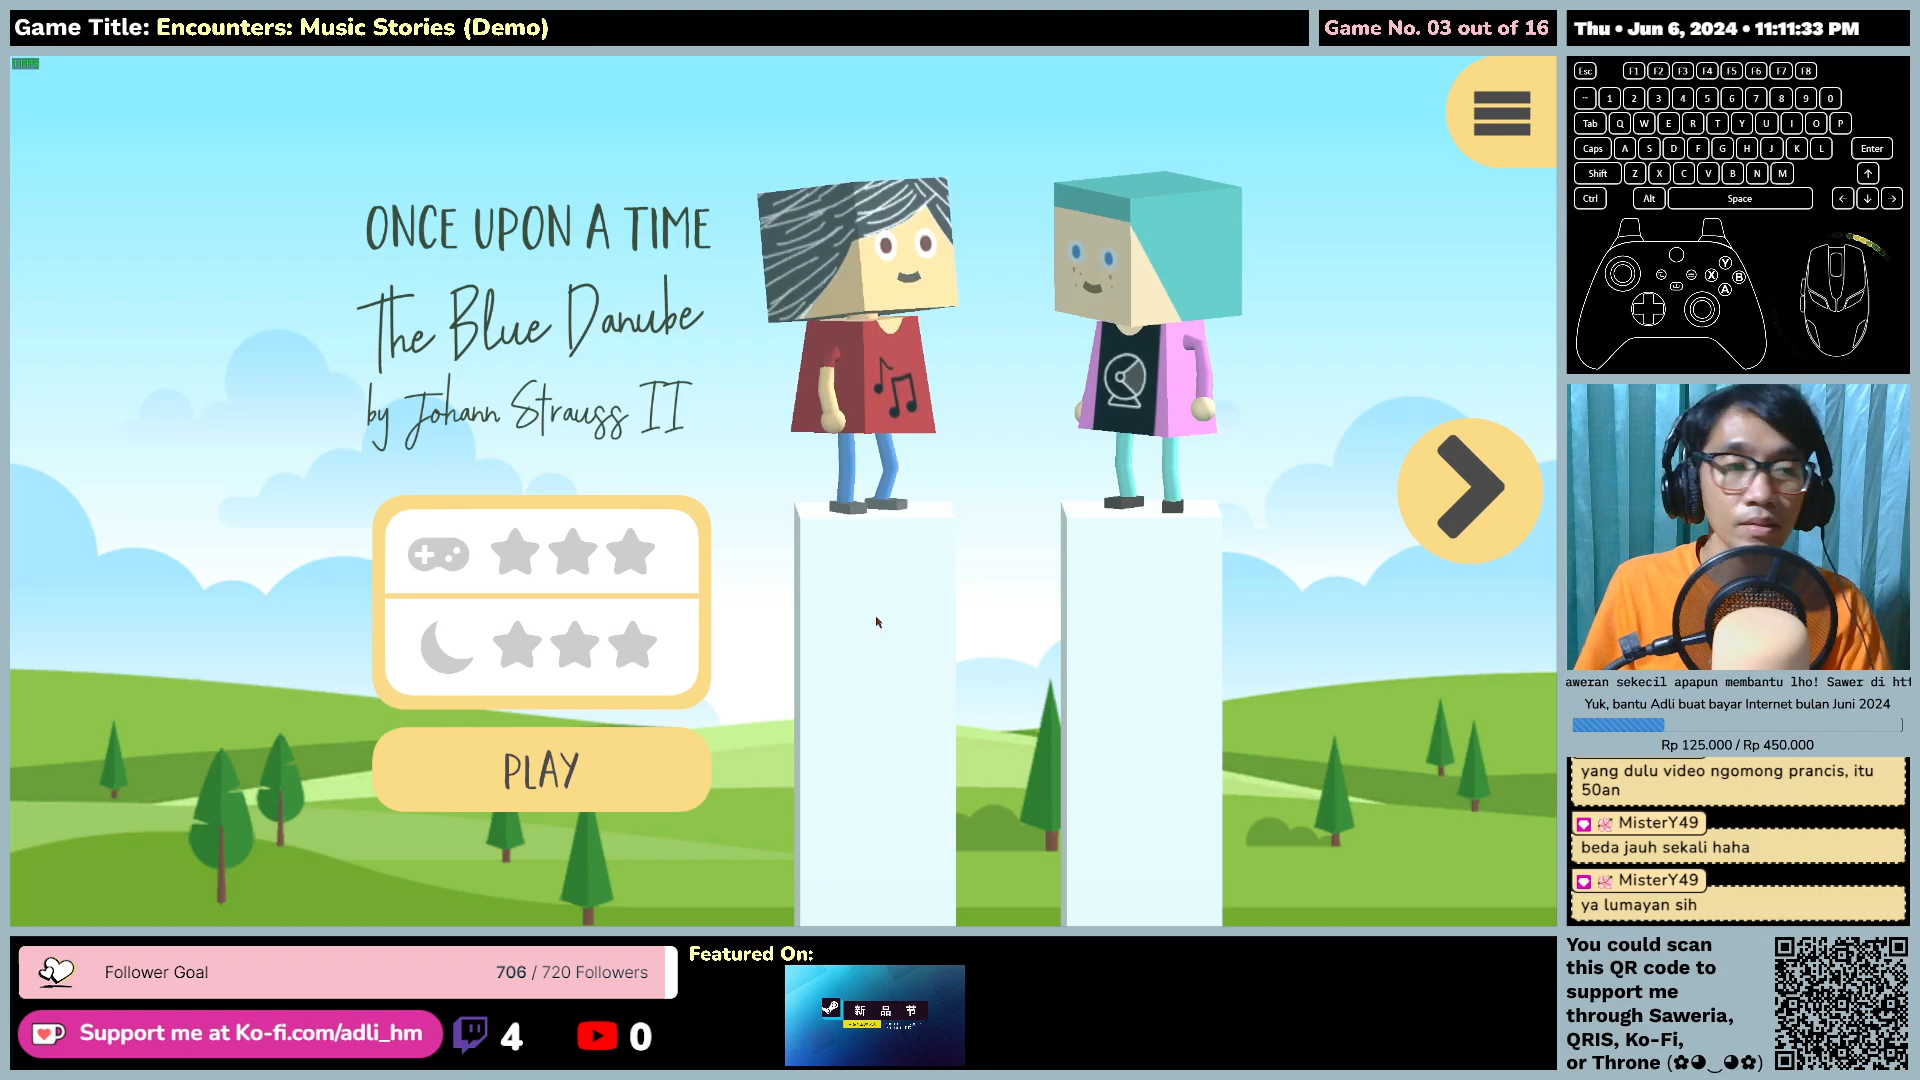 Game Title: Encounters: Music Stories (Demo)
Game No. 03 out of 16
Thu • Jun 6, 2024 • 11:11:33 PM
ONCE UPON A TIME
The Blue Danube
by Johann Strauss II
PLAY
Esc F1 F2 F3 F4 F5 F6 F7 F8
~ 1 2 3 4 5 6 7 8 9 0
Tab Q W E R T Y U I O P
Caps A S D F G H J K L Enter
Shift Z X C V B N M ↑
Ctrl Alt Space ← ↓ →
Y
X B
A
aweran sekecil apapun membantu lho! Sawer di htt
Yuk, bantu Adli buat bayar Internet bulan Juni 2024
Rp 125.000 / Rp 450.000
yang dulu video ngomong prancis, itu
50an
MisterY49
beda jauh sekali haha
MisterY49
ya lumayan sih
Follower Goal 706 / 720 Followers
Support me at Ko-fi.com/adli_hm
4 0
Featured On:
新品节
You could scan
this QR code to
support me
through Saweria,
QRIS, Ko-Fi,
or Throne (✿◕‿◕✿)